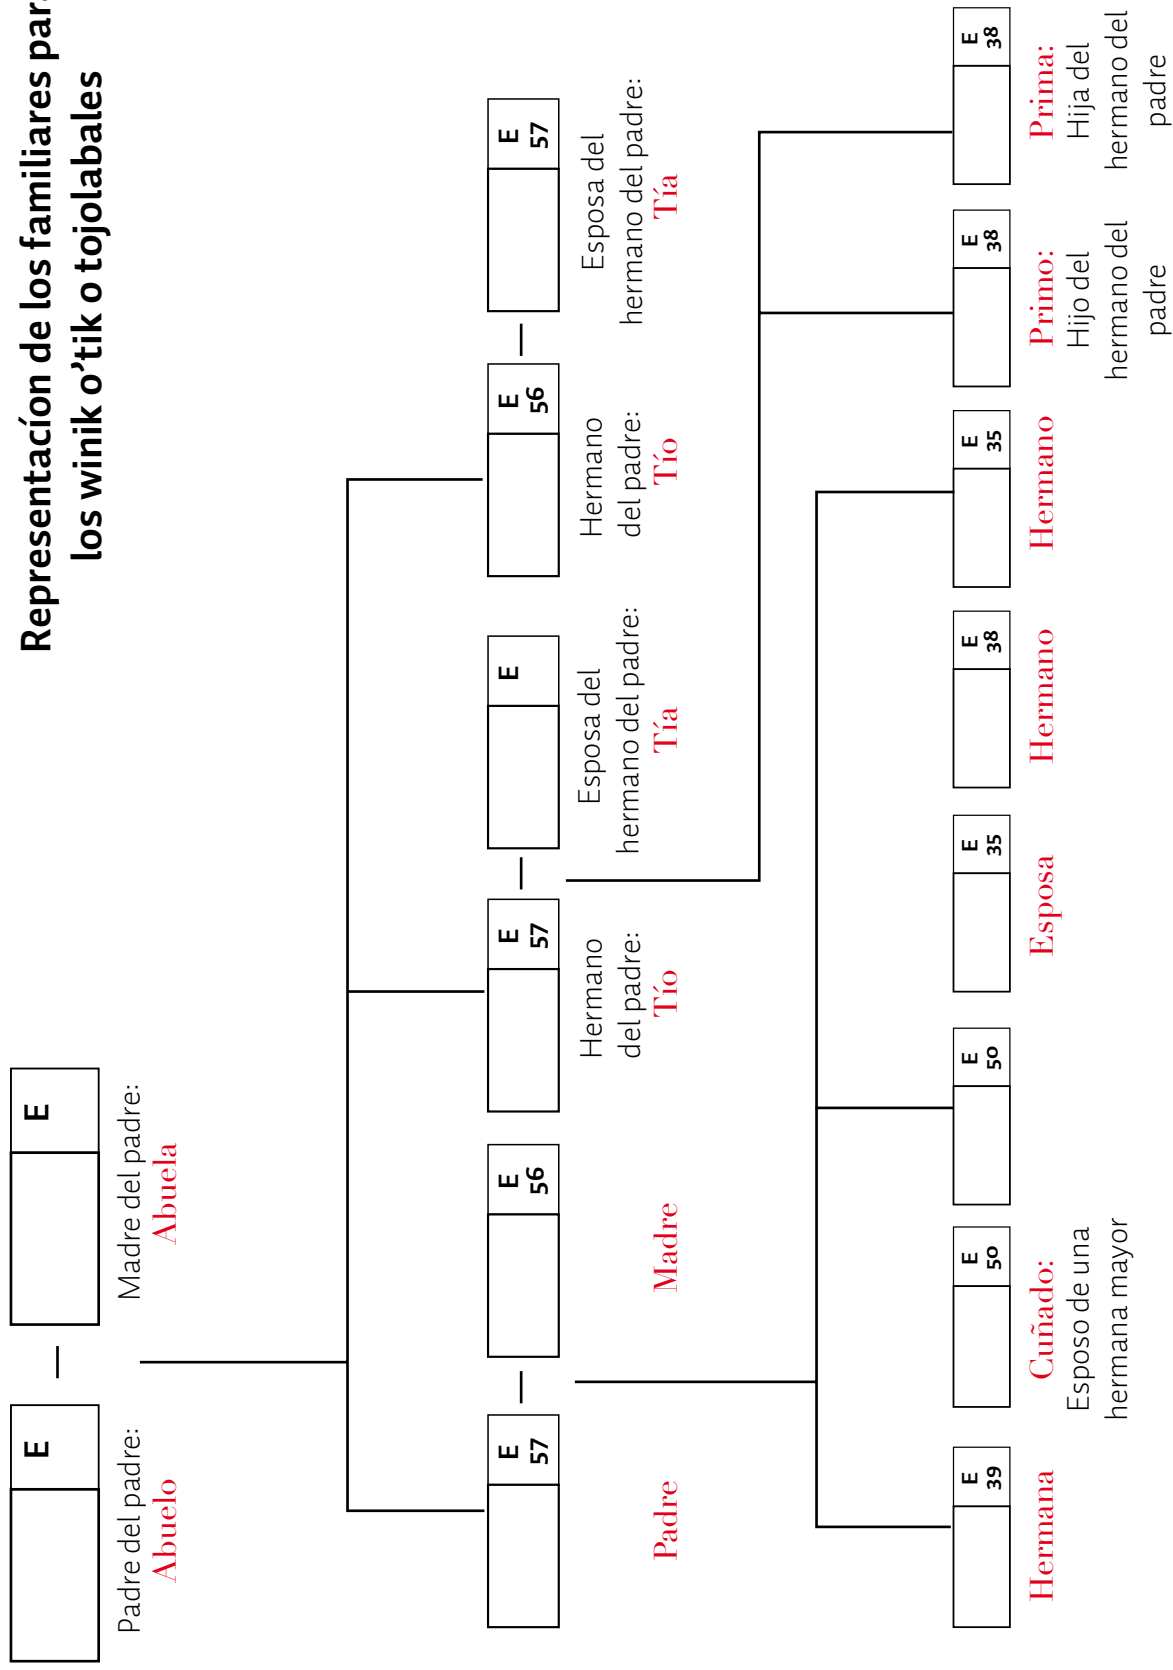 Representacíon de los familiares para
los winik o’tik o tojolabales
E
Padre del padre:
Abuelo
E
Madre del padre:
Abuela
E
57
Padre
E
56
Madre
E
57
Hermano
del padre:
Tío
E
Esposa del
hermano del padre:
Tía
E
56
Hermano
del padre:
Tío
E
57
Esposa del
hermano del padre:
Tía
E
39
Hermana
E
50
Cuñado:
Esposo de una
hermana mayor
E
50
E
35
Esposa
E
38
Hermano
E
35
Hermano
E
38
Primo:
Hijo del
hermano del
padre
E
38
Prima:
Hija del
hermano del
padre